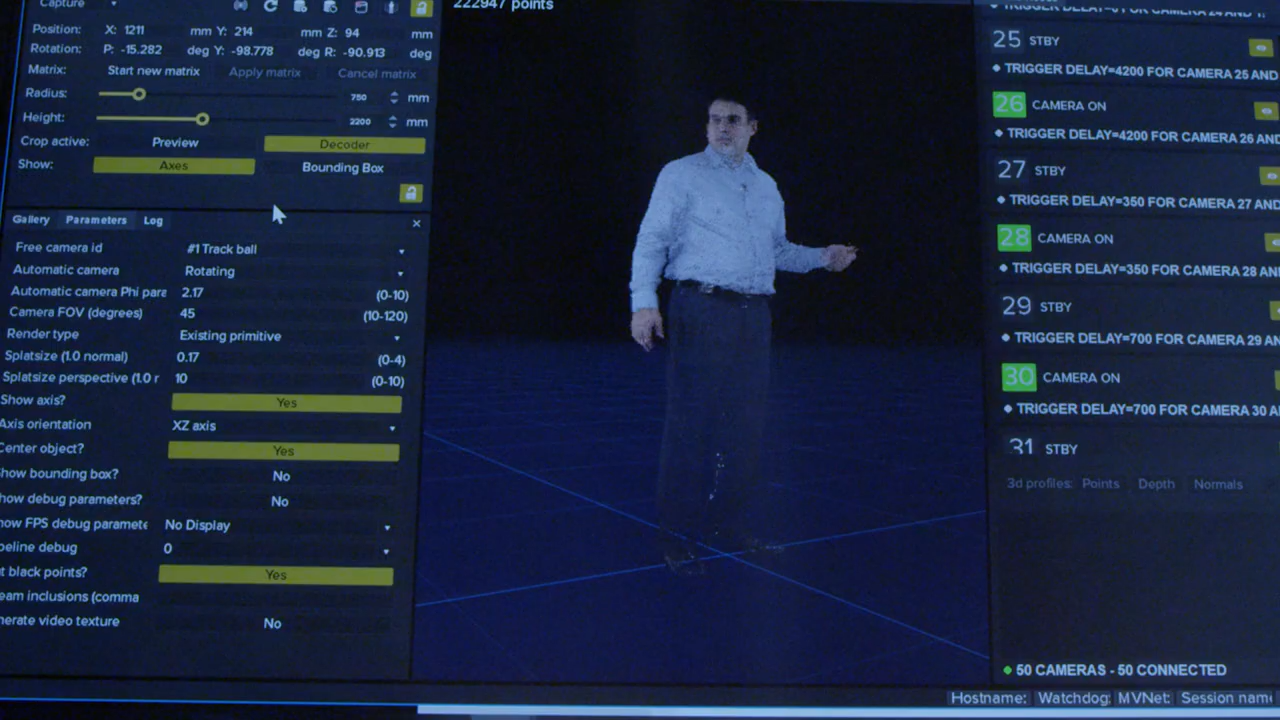 Capture
Position: X: 1211 mm Y: 214 mm Z: 94 mm
Rotation: P: -15.282 deg Y: -98.778 deg R: -90.913 deg
Matrix: Start new matrix Apply matrix Cancel matrix
Radius: 750 mm
Height: 2200 mm
Crop active: Preview Decoder
Show: Axes Bounding Box
Gallery Parameters Log
Free camera id #1 Track ball
Automatic camera Rotating
Automatic camera Phi para 2.17 (0-10)
Camera FOV (degrees) 45 (10-120)
Render type Existing primitive
Splatsize (1.0 normal) 0.17 (0-4)
Splatsize perspective (1.0 r 10 (0-10)
Show axis? Yes
Axis orientation XZ axis
Center object? Yes
how bounding box? No
how debug parameters? No
ow FPS debug paramete No Display
peline debug 0
t black points? Yes
eam inclusions (comma
nerate video texture No
222947 points
25 STBY
TRIGGER DELAY=4200 FOR CAMERA 25 AND
26 CAMERA ON
TRIGGER DELAY=4200 FOR CAMERA 26 AND
27 STBY
TRIGGER DELAY=350 FOR CAMERA 27 AND
28 CAMERA ON
TRIGGER DELAY=350 FOR CAMERA 28 AND
29 STBY
TRIGGER DELAY=700 FOR CAMERA 29 AN
30 CAMERA ON
TRIGGER DELAY=700 FOR CAMERA 30 A
31 STBY
3d profiles: Points Depth Normals
50 CAMERAS - 50 CONNECTED
Hostname: Watchdog: MVNet: Session name